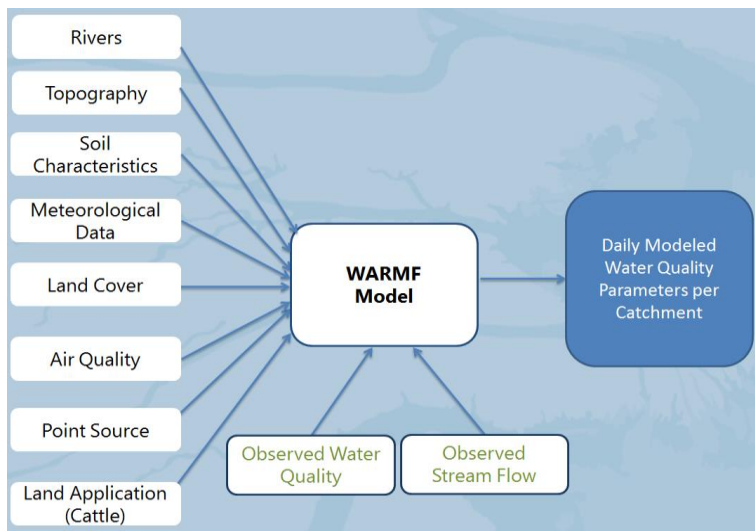 Rivers
Topography
Soil
Characteristics
Meteorological
Data
Land Cover
Air Quality
Point Source
Land Application
(Cattle)
WARMF
Model
Observed Water
Quality
Observed
Stream Flow
Daily Modeled
Water Quality
Parameters per
Catchment